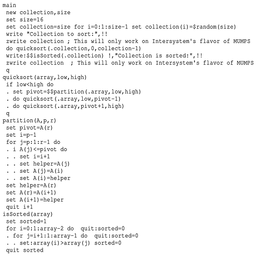 main
new collection,size
set size=16
set collection=size for i=0:1:size-1 set collection(i)=$random(size)
write "Collection to sort:",!!
zwrite collection ; This will only work on Intersystem's flavor of MUMPS
do quicksort(.collection,0,collection-1)
write:$$isSorted(.collection) !,"Collection is sorted!",!!
zwrite collection  ; This will only work on Intersystem's flavor of MUMPS
q
quicksort(array,low,high)
if low<high do
. set pivot=$$partition(.array,low,high)
. do quicksort(.array,low,pivot-1)
. do quicksort(.array,pivot+1,high)
q
partition(A,p,r)
set pivot=A(r)
set i=p-1
for j=p:1:r-1 do
. i A(j)<=pivot do
. . set i=i+1
. . set helper=A(j)
. . set A(j)=A(i)
. . set A(i)=helper
set helper=A(r)
set A(r)=A(i+1)
set A(i+1)=helper
quit i+1
isSorted(array)
set sorted=1
for i=0:1:array-2 do  quit:sorted=0
. for j=i+1:1:array-1 do  quit:sorted=0
. . set:array(i)>array(j) sorted=0
quit sorted